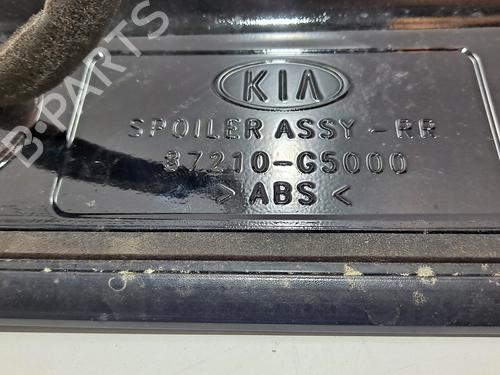 KIA
SPOILER ASSY - RR
87210-G5000
>ABS<
B-PARTS